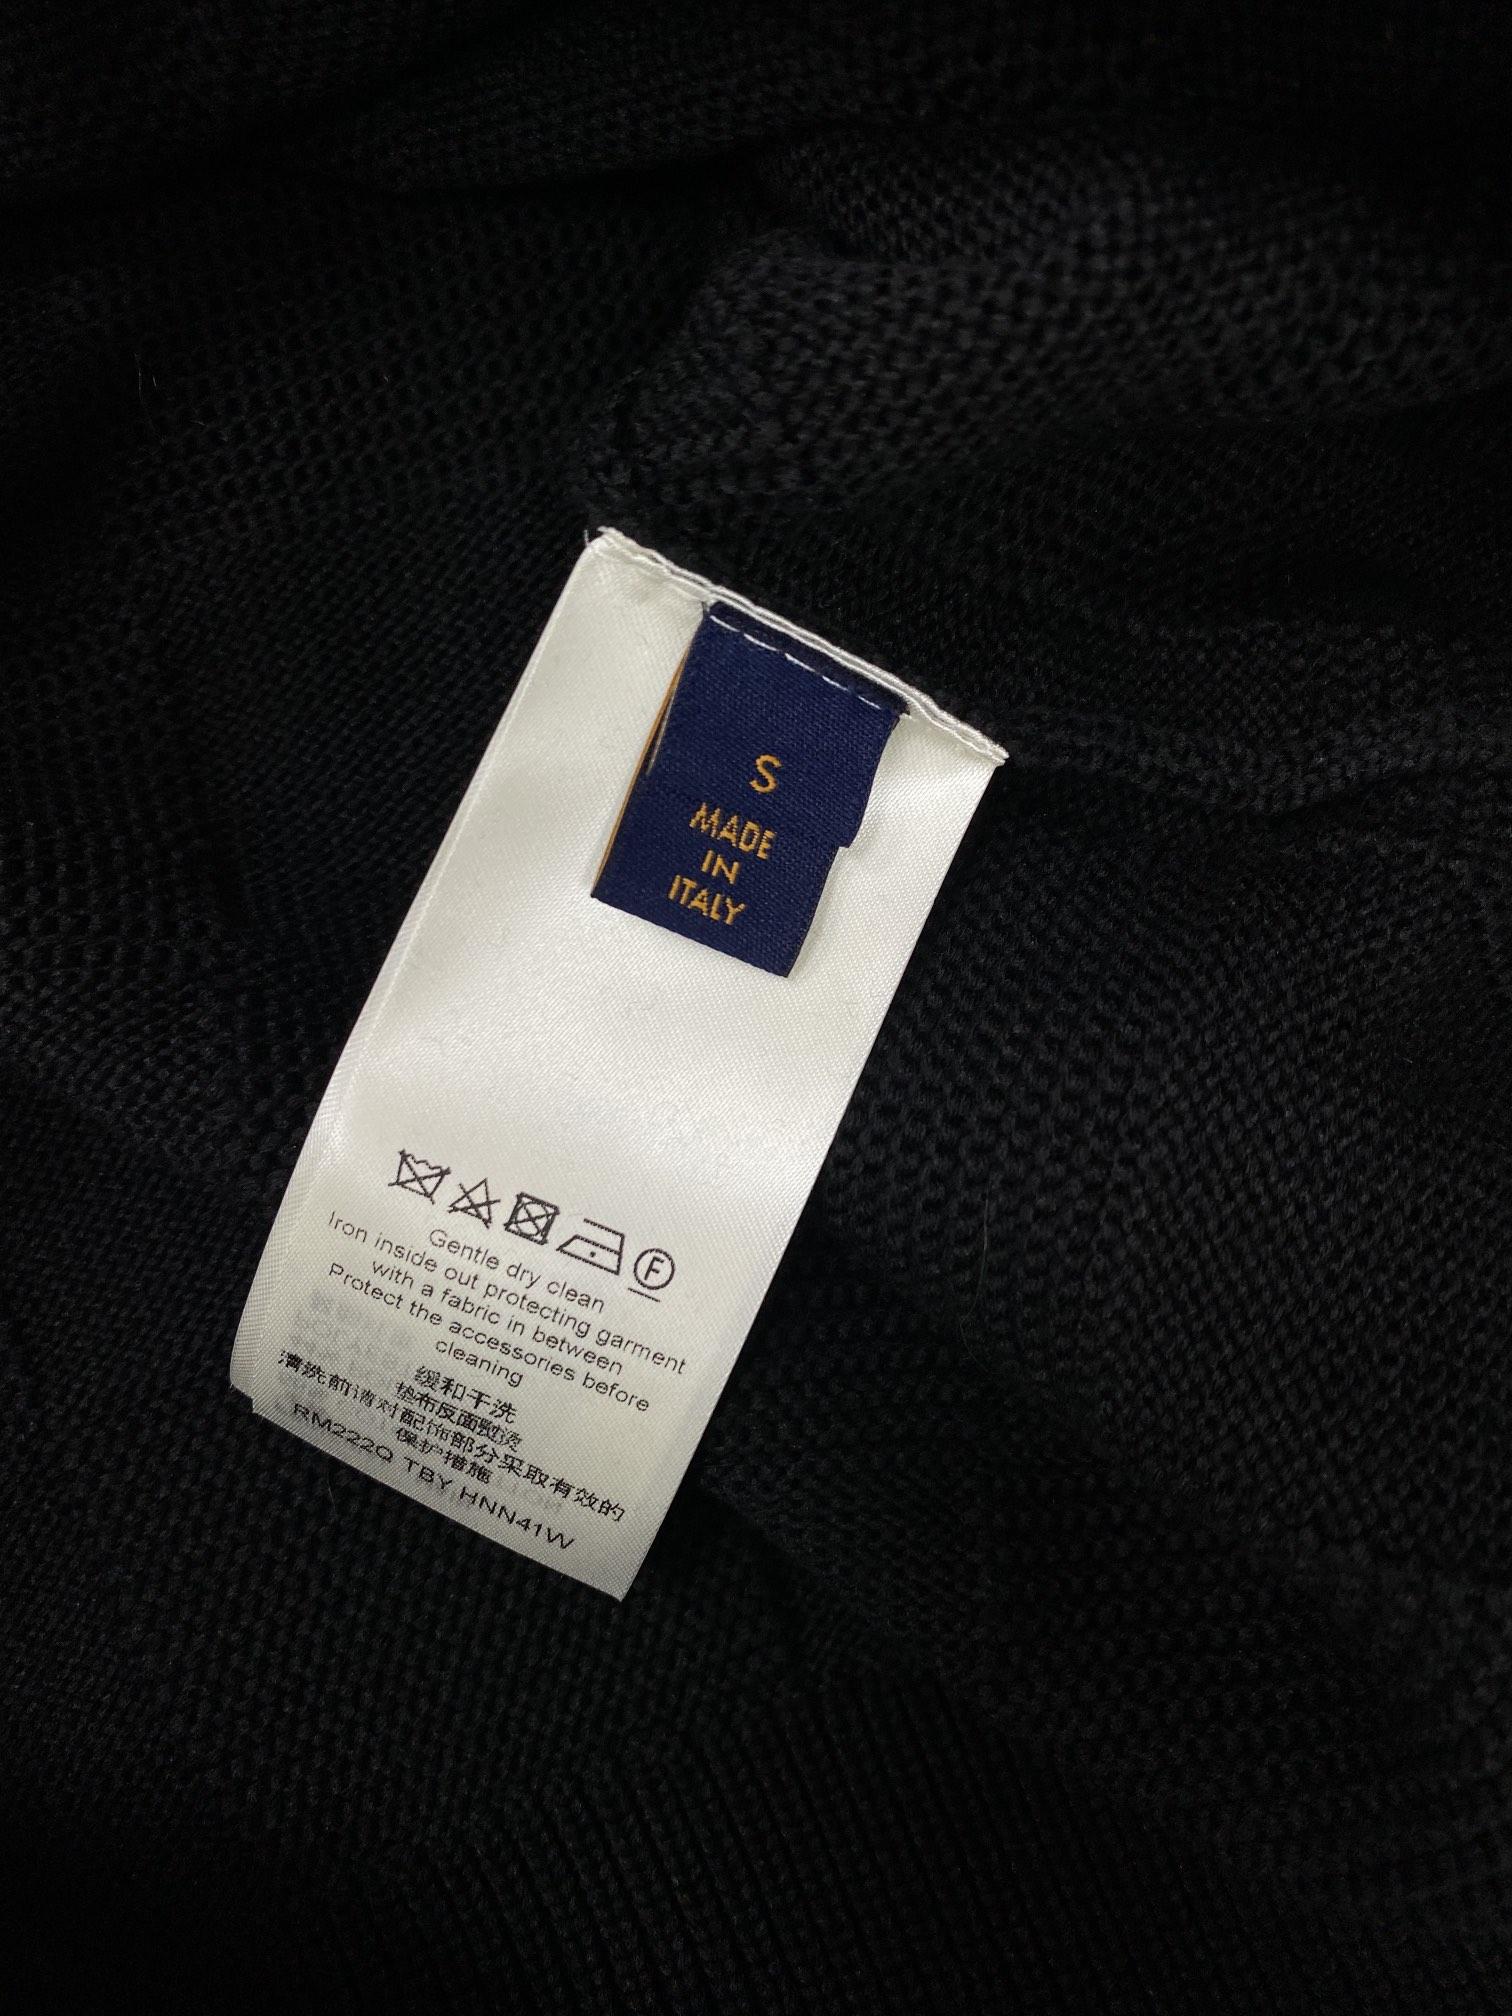 S
MADE
IN
ITALY
F
Gentle dry clean
Iron inside out protecting garment
with a fabric in between
Protect the accessories before
cleaning
缓和干洗
垫布反面熨烫
清洗前请对配饰部分采取有效的
保护措施
RM222Q TBY HNN41W